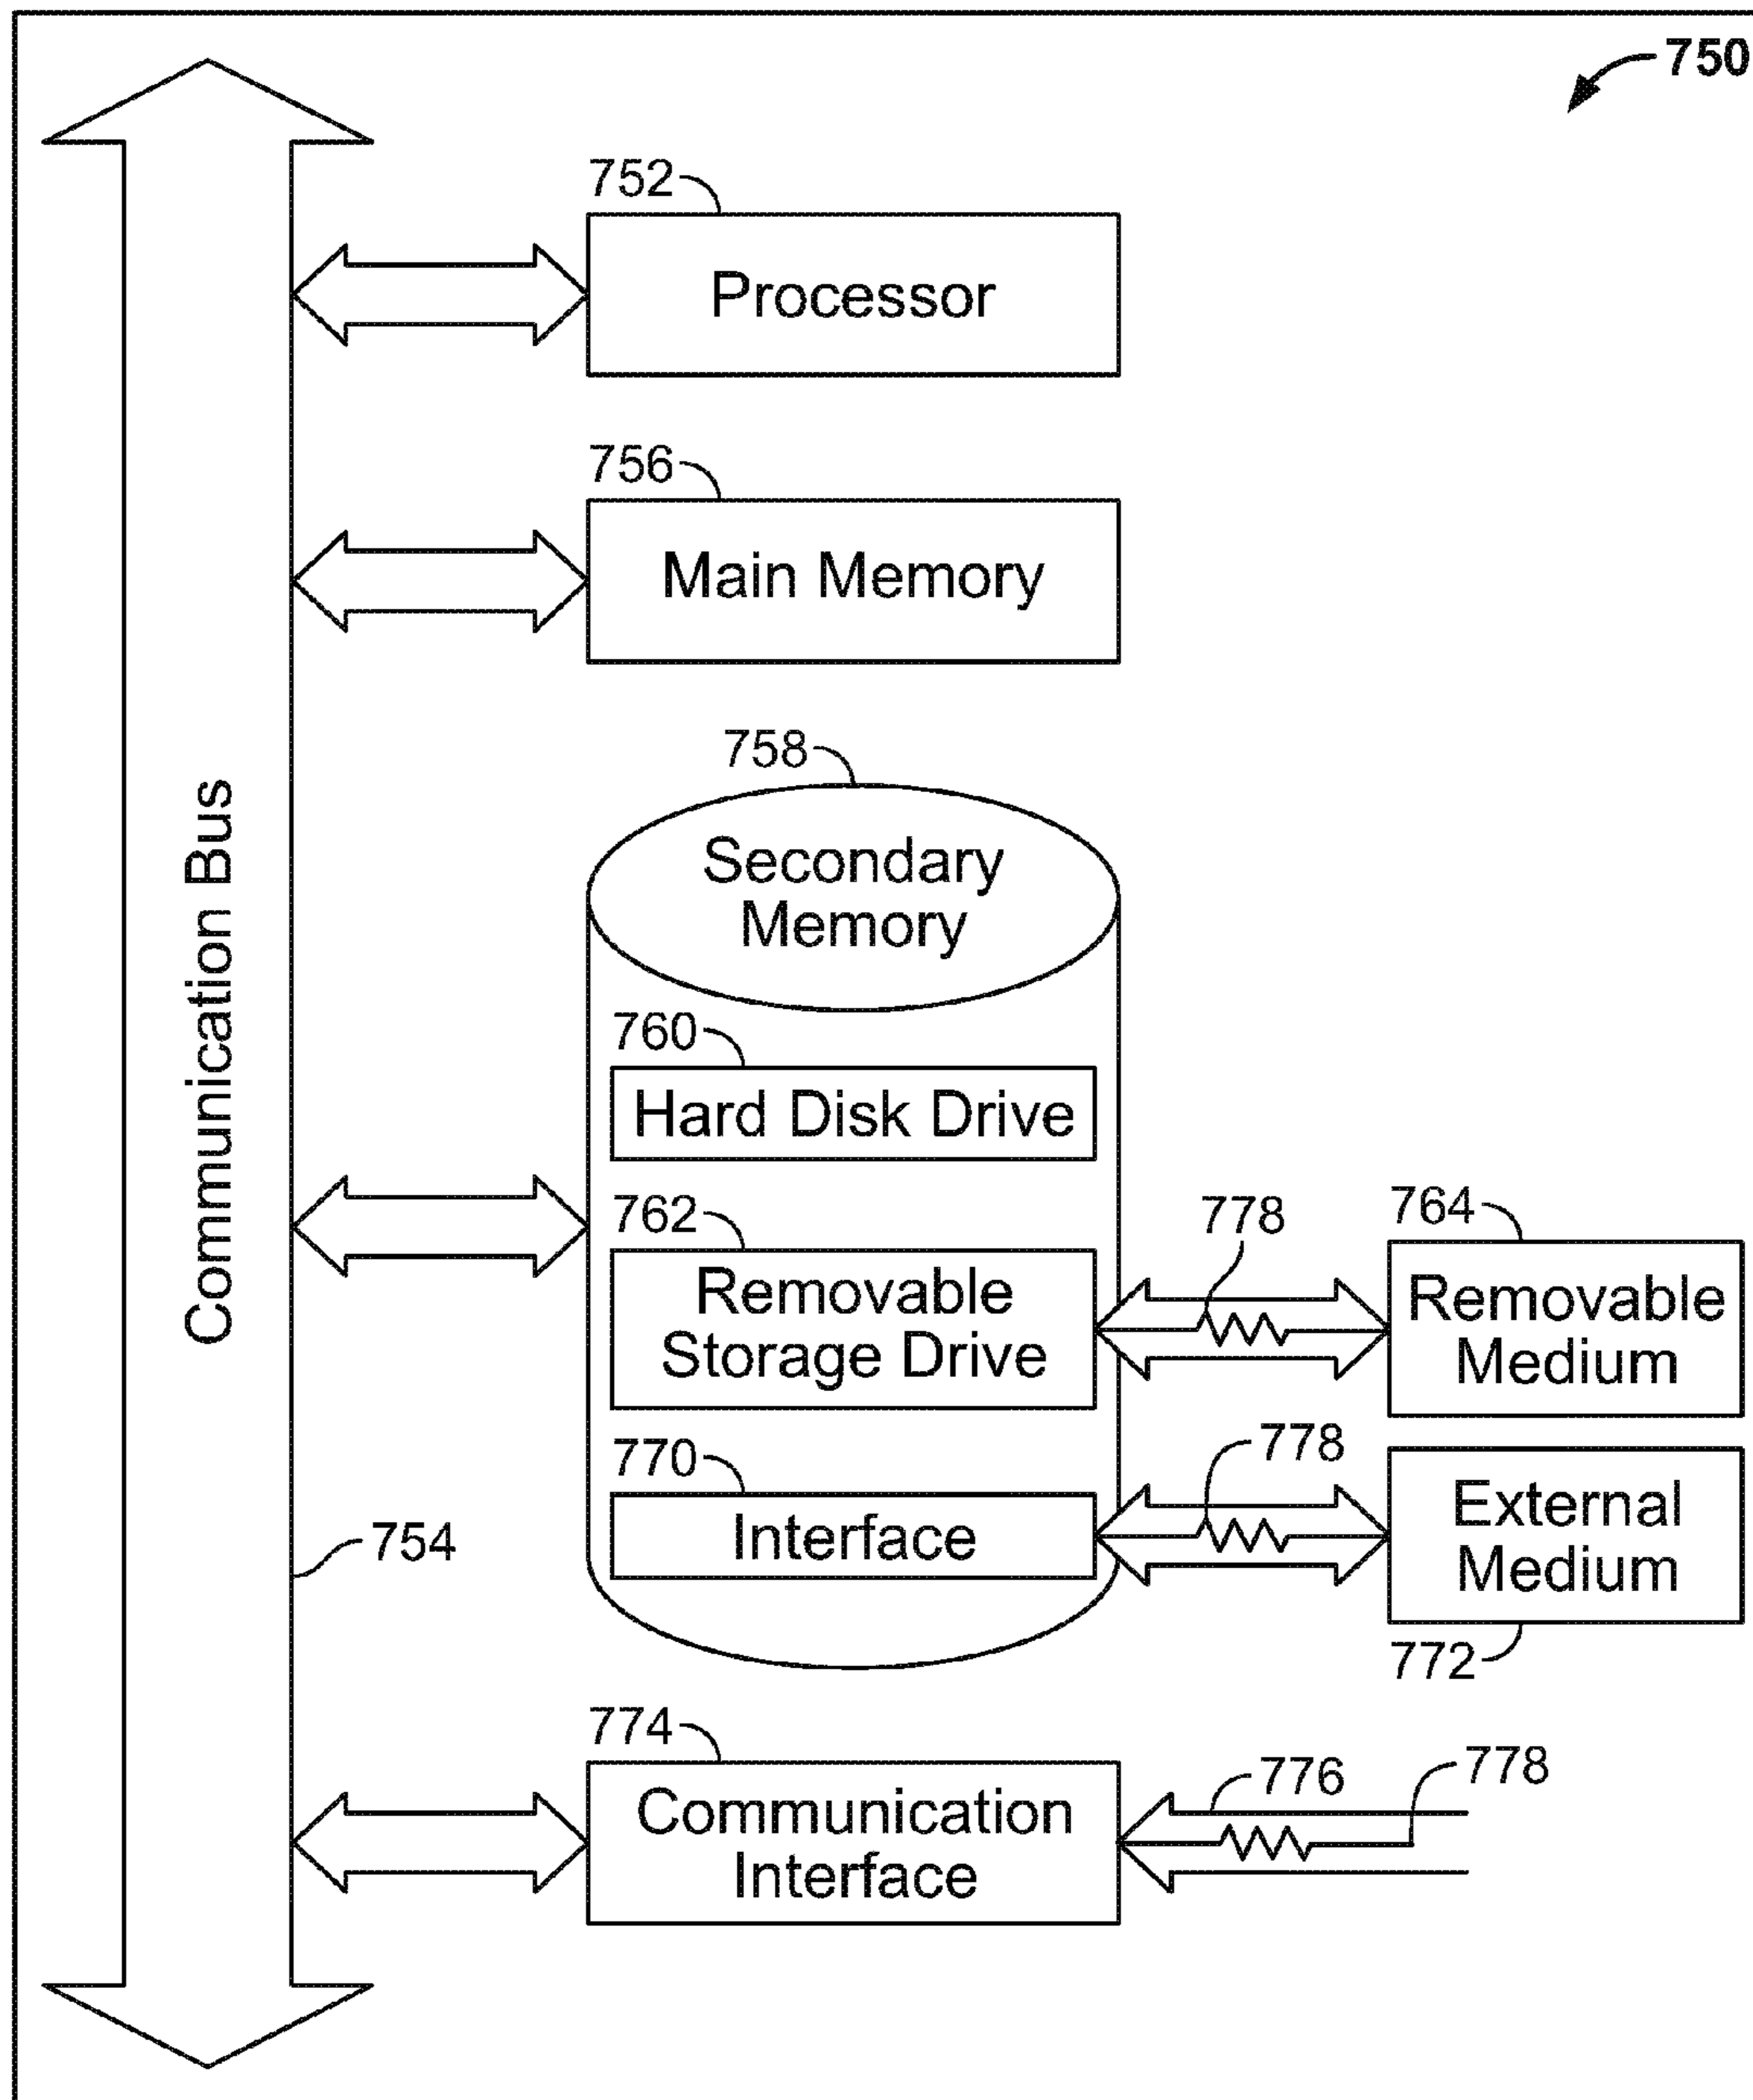 750
752
Processor
756
Main Memory
Communication Bus
758
Secondary
Memory
760
Hard Disk Drive
762
Removable
Storage Drive
778
764
Removable
Medium
770
Interface
778
External
Medium
772
754
774
Communication
Interface
776
778